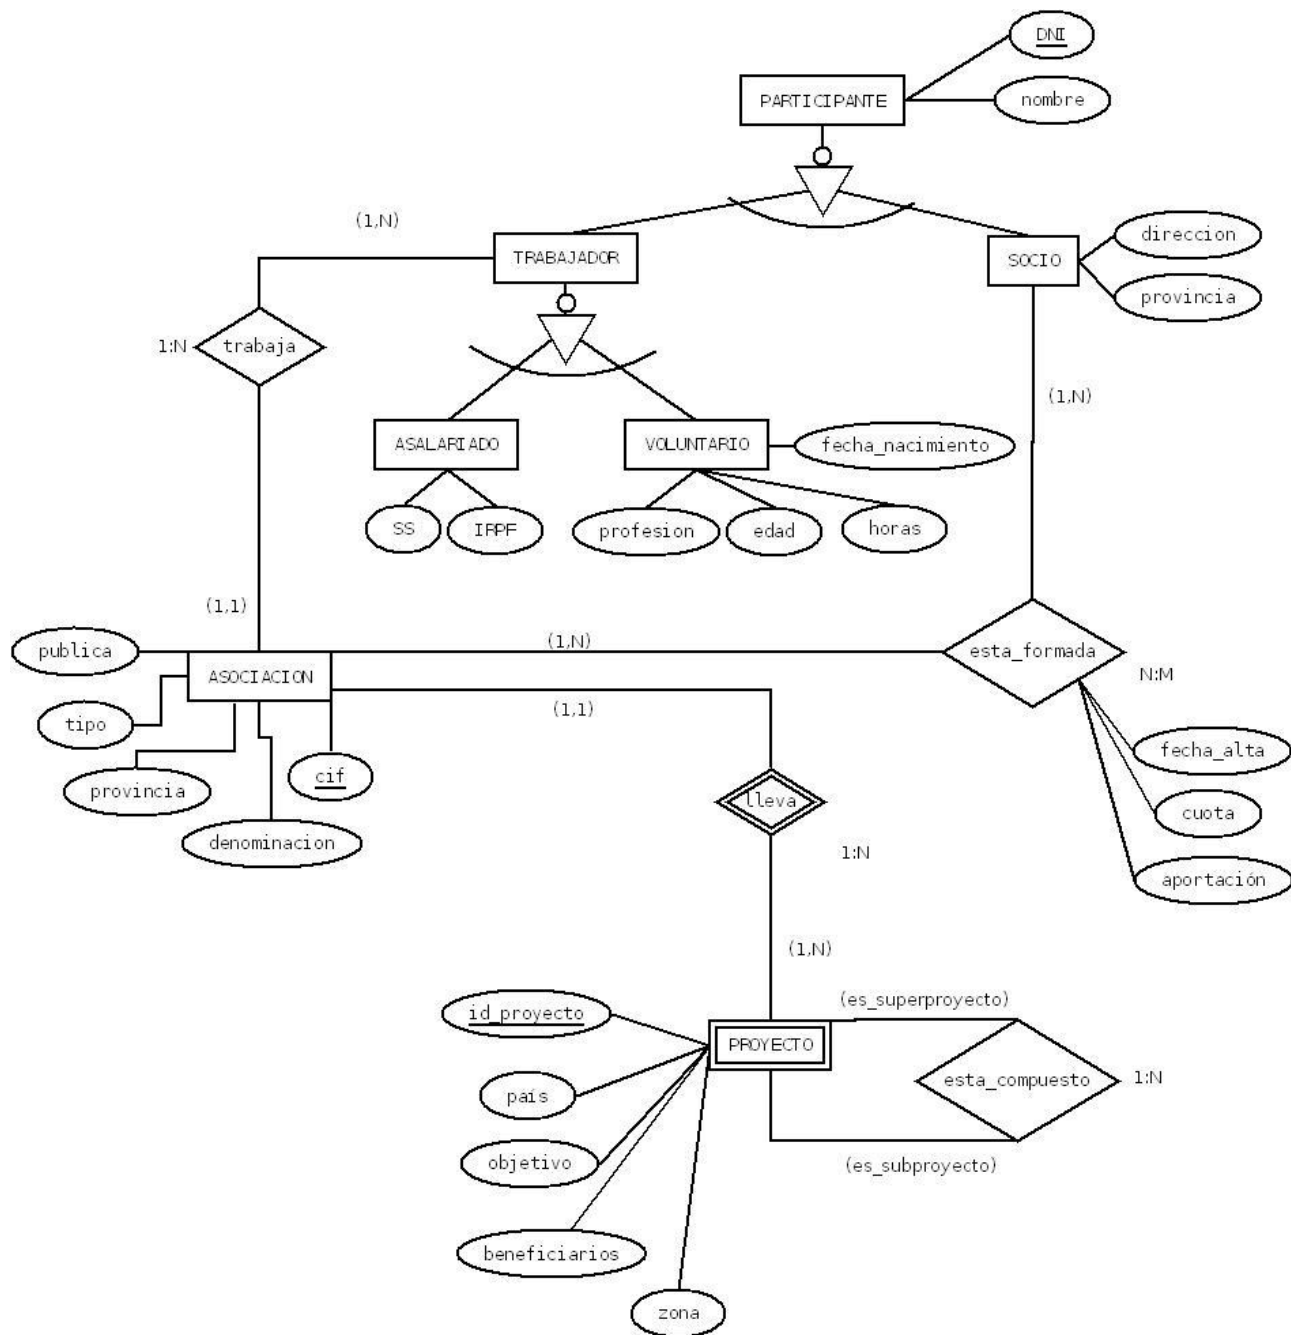 DNI
PARTICIPANTE
nombre
(1,N)
direccion
TRABAJADOR
SOCIO
provincia
1:N
trabaja
(1,N)
ASALARIADO
VOLUNTARIO
fecha_nacimiento
SS
IRPF
profesion
edad
horas
(1,1)
(1,N)
publica
esta_formada
ASOCIACION
N:M
tipo
(1,1)
fecha_alta
provincia
cif
lleva
cuota
denominacion
1:N
aportación
(1,N)
(es_superproyecto)
id_proyecto
PROYECTO
esta_compuesto
1:N
país
objetivo
(es_subproyecto)
beneficiarios
zona